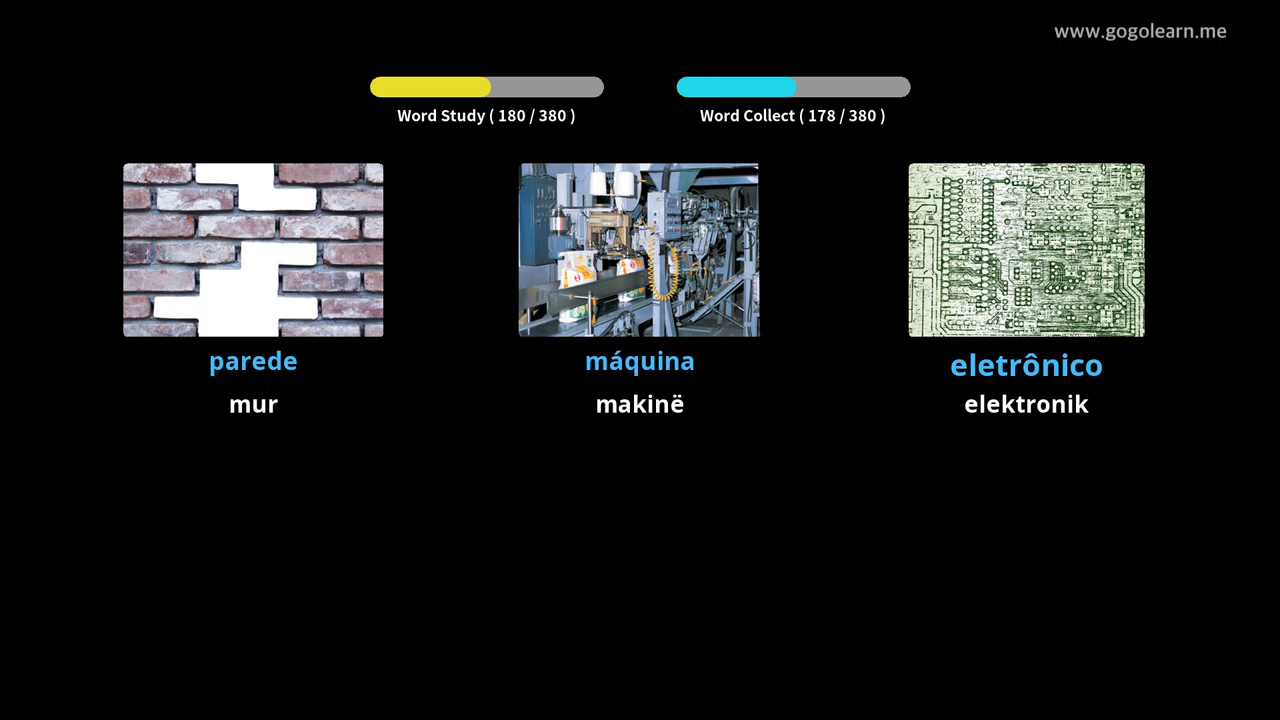 www.gogolearn.me
Word Study ( 180 / 380 )
Word Collect ( 178 / 380 )
parede
máquina
eletrônico
mur
makinë
elektronik